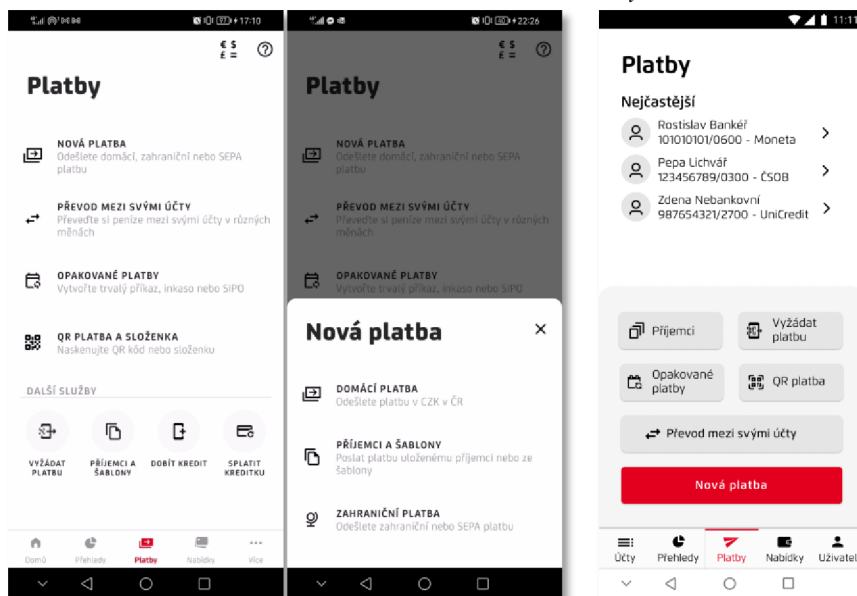 17:10
€ $
£ =
Platby
NOVÁ PLATBA
Odešlete domácí, zahraniční nebo SEPA
platbu
PŘEVOD MEZI SVÝMI ÚČTY
Převeďte si peníze mezi svými účty v různých
měnách
OPAKOVANÉ PLATBY
Vytvořte trvalý příkaz, inkaso nebo SIPO
QR PLATBA A SLOŽENKA
Naskenujte QR kód nebo složenku
DALŠÍ SLUŽBY
VYŽÁDAT
PLATBU
PŘÍJEMCI A
ŠABLONY
DOBÍT KREDIT
SPLATIT
KREDITKU
Domů
Přehledy
Platby
Nabídky
Více
22:26
€ $
£ =
Platby
NOVÁ PLATBA
Odešlete domácí, zahraniční nebo SEPA
platbu
PŘEVOD MEZI SVÝMI ÚČTY
Převeďte si peníze mezi svými účty v různých
měnách
OPAKOVANÉ PLATBY
Vytvořte trvalý příkaz, inkaso nebo SIPO
Nová platba
DOMÁCÍ PLATBA
Odešlete platbu v CZK v ČR
PŘÍJEMCI A ŠABLONY
Poslat platbu uloženému příjemci nebo ze
šablony
ZAHRANIČNÍ PLATBA
Odešlete zahraniční nebo SEPA platbu
11:11
Platby
Nejčastější
Rostislav Bankéř
101010101/0600 - Moneta
Pepa Lichvář
123456789/0300 - ČSOB
Zdena Nebankovní
987654321/2700 - UniCredit
Příjemci
Vyžádat
platbu
Opakované
platby
QR platba
Převod mezi svými účty
Nová platba
Účty
Přehledy
Platby
Nabídky
Uživatel